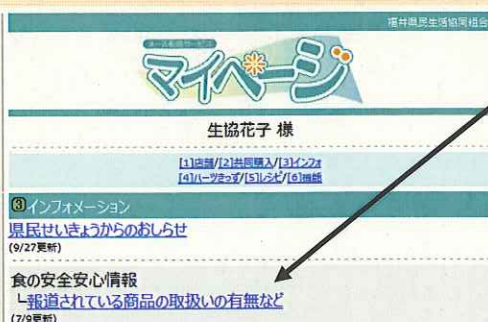 福井県民生活協同組合
マイページ
生協花子 様
[1]店舗/[2]共同購入/[3]インフォ
[4]ハーツきっず/[5]レシピ/[6]機能
③インフォメーション
県民せいきょうからのおしらせ
(9/27更新)
食の安全安心情報
└報道されている商品の取扱いの有無など
(7/9更新)